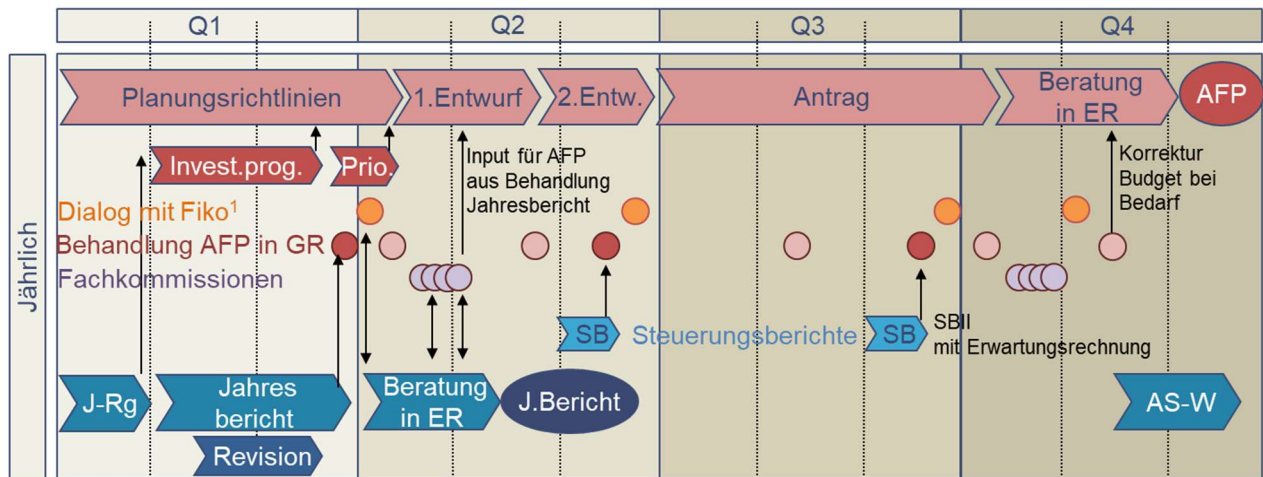 Q1
Q2
Q3
Q4
Jährlich
Planungsrichtlinien
1.Entwurf
2.Entw.
Antrag
Beratung
in ER
AFP
Invest.prog.
Prio.
Input für AFP
aus Behandlung
Jahresbericht
Korrektur
Budget bei
Bedarf
Dialog mit Fiko¹
Behandlung AFP in GR
Fachkommissionen
SB
Steuerungsberichte
SB
SBII
mit Erwartungsrechnung
J-Rg
Jahres
bericht
Beratung
in ER
J.Bericht
AS-W
Revision